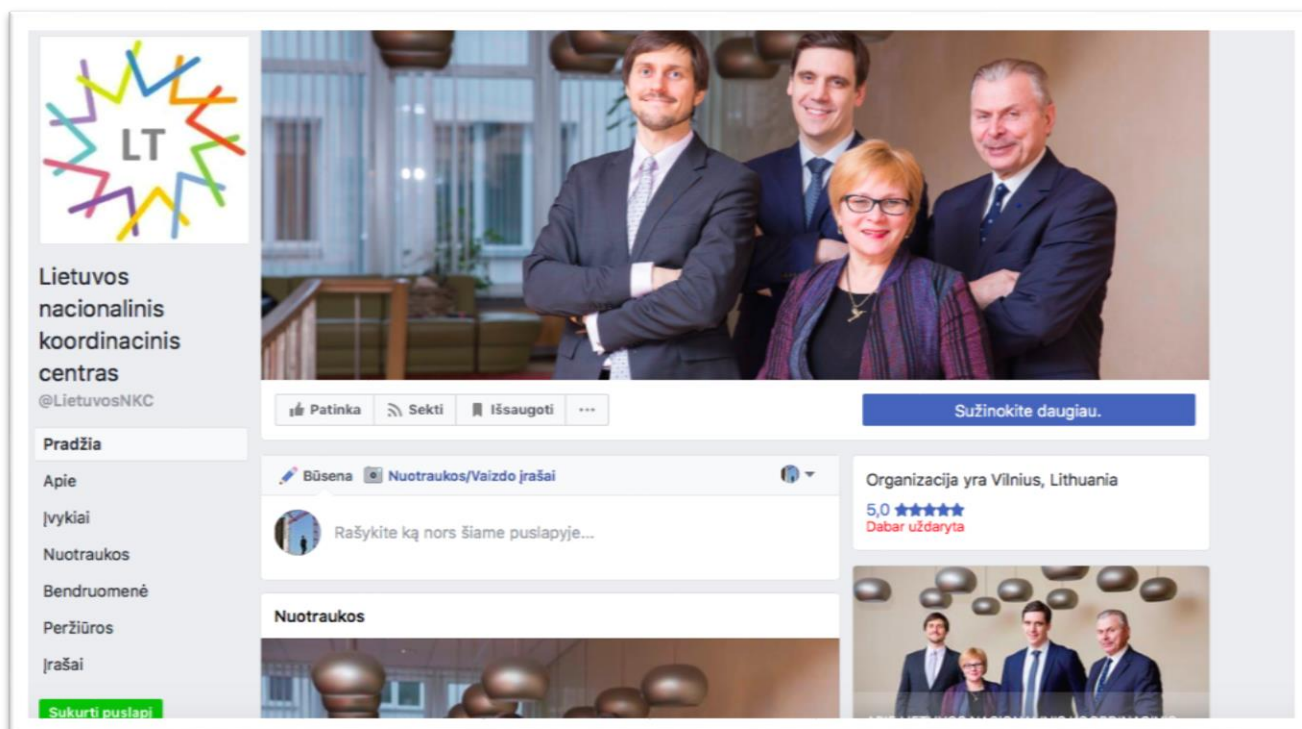 LT
Lietuvos
nacionalinis
koordinacinis
centras
@LietuvosNKC
Pradžia
Apie
Įvykiai
Nuotraukos
Bendruomenė
Peržiūros
Įrašai
Sukurti puslapį
Patinka
Sekti
Išsaugoti
Sužinokite daugiau.
Būsena
Nuotraukos/Vaizdo įrašai
Rašykite ką nors šiame puslapyje...
Nuotraukos
Organizacija yra Vilnius, Lithuania
5,0
Dabar uždaryta